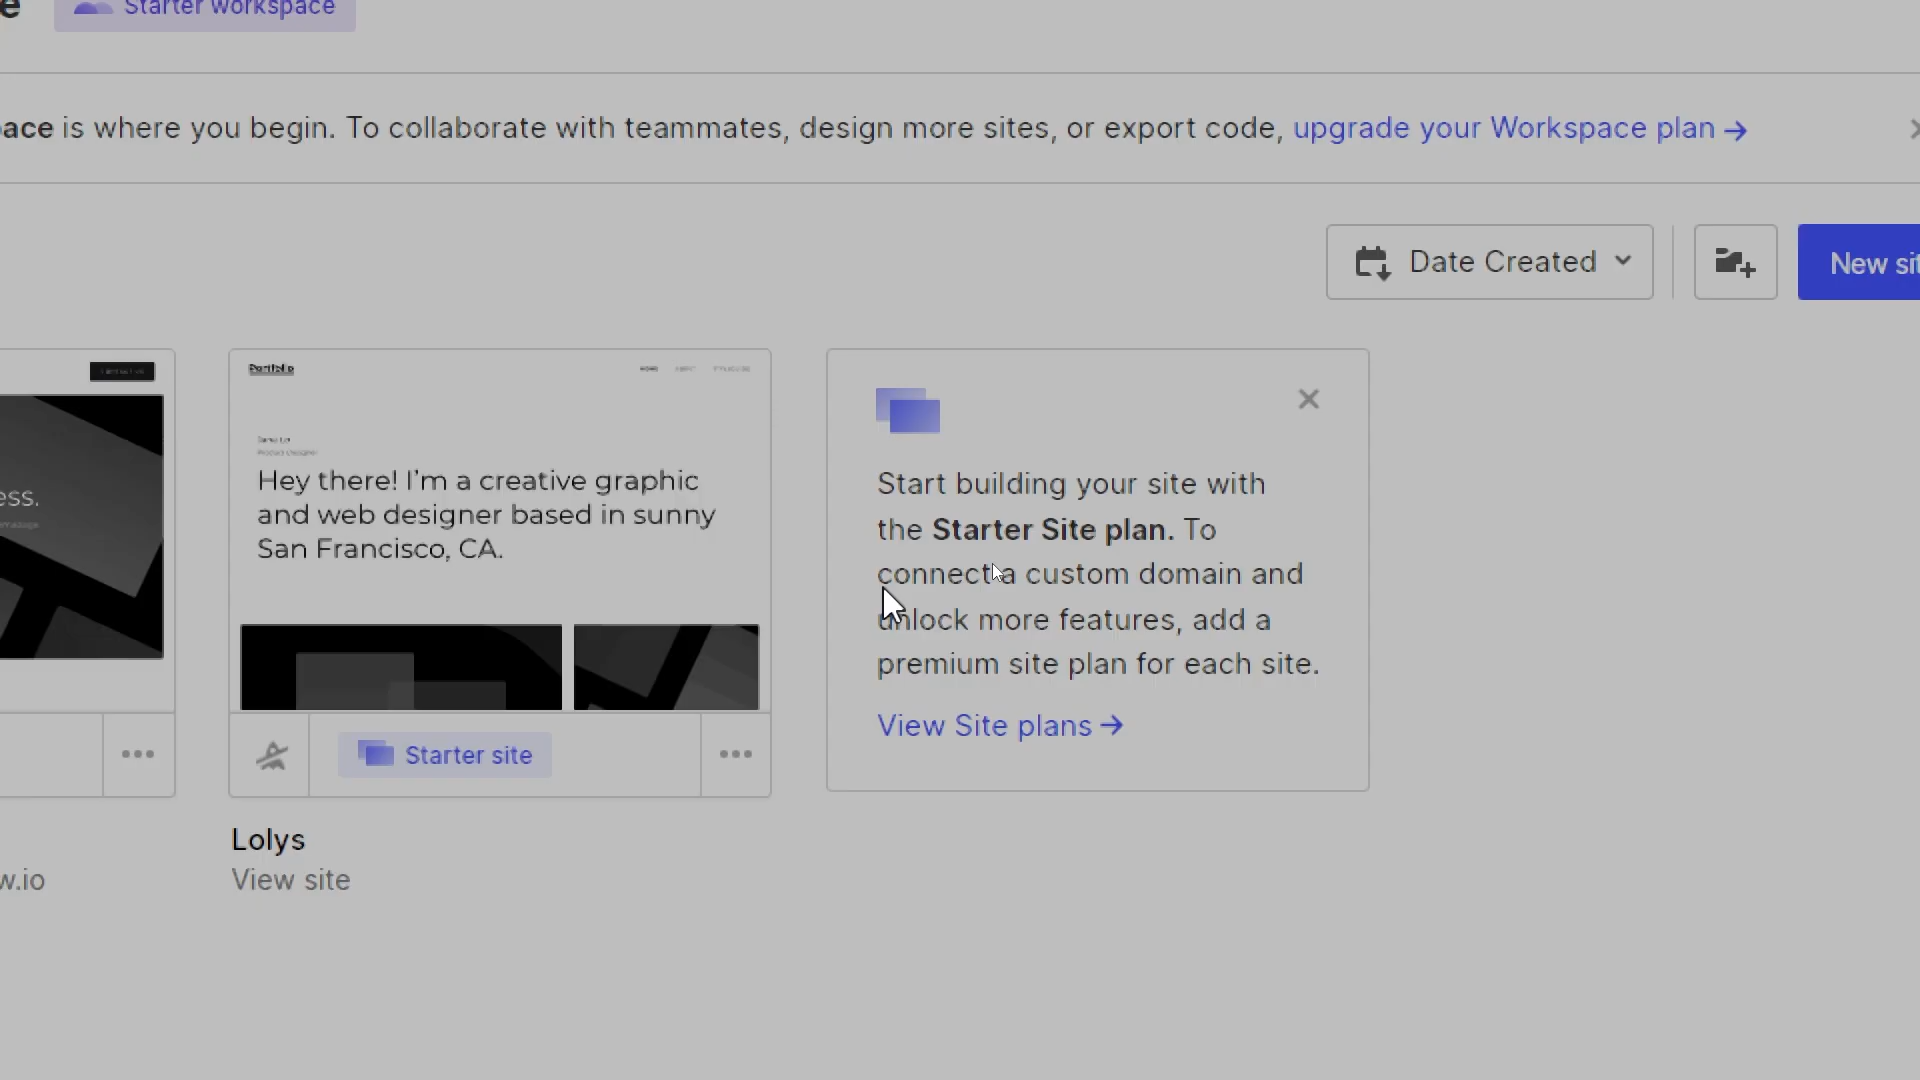 e Starter workspace
ace is where you begin. To collaborate with teammates, design more sites, or export code, upgrade your Workspace plan →
Date Created
New sit
Portfolio
HOME
Hey there! I'm a creative graphic
and web designer based in sunny
San Francisco, CA.
ess.
Start building your site with
the Starter Site plan. To
connect a custom domain and
unlock more features, add a
premium site plan for each site.
View Site plans →
Starter site
Lolys
View site
w.io